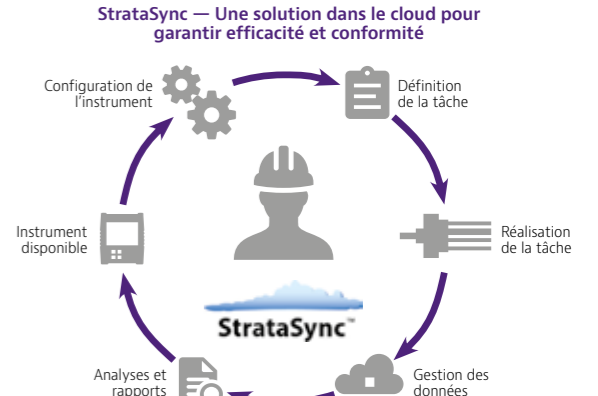 StrataSync — Une solution dans le cloud pour
garantir efficacité et conformité
Configuration de
l'instrument
Définition
de la tâche
Instrument
disponible
Réalisation
de la tâche
StrataSync™
Analyses et
rapports
Gestion des
données